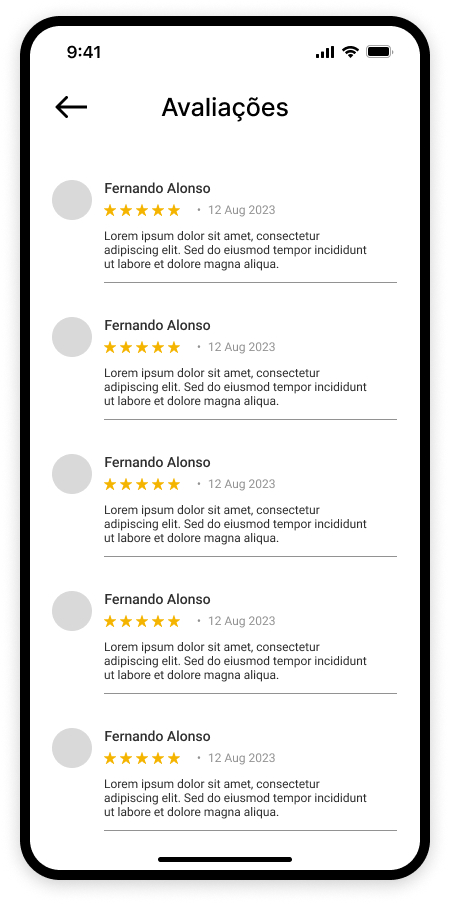 9:41
Avaliações
Fernando Alonso
• 12 Aug 2023
Lorem ipsum dolor sit amet, consectetur
adipiscing elit. Sed do eiusmod tempor incididunt
ut labore et dolore magna aliqua.
Fernando Alonso
• 12 Aug 2023
Lorem ipsum dolor sit amet, consectetur
adipiscing elit. Sed do eiusmod tempor incididunt
ut labore et dolore magna aliqua.
Fernando Alonso
• 12 Aug 2023
Lorem ipsum dolor sit amet, consectetur
adipiscing elit. Sed do eiusmod tempor incididunt
ut labore et dolore magna aliqua.
Fernando Alonso
• 12 Aug 2023
Lorem ipsum dolor sit amet, consectetur
adipiscing elit. Sed do eiusmod tempor incididunt
ut labore et dolore magna aliqua.
Fernando Alonso
• 12 Aug 2023
Lorem ipsum dolor sit amet, consectetur
adipiscing elit. Sed do eiusmod tempor incididunt
ut labore et dolore magna aliqua.